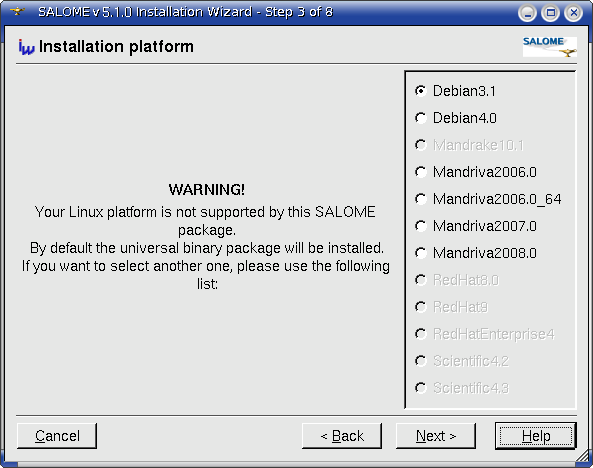 SALOME v 5.1.0 Installation Wizard - Step 3 of 8
Installation platform
SALOME
WARNING!
Your Linux platform is not supported by this SALOME
package.
By default the universal binary package will be installed.
If you want to select another one, please use the following
list:
Debian3.1
Debian4.0
Mandrake10.1
Mandriva2006.0
Mandriva2006.0_64
Mandriva2007.0
Mandriva2008.0
RedHat8.0
RedHat9
RedHatEnterprise4
Scientific4.2
Scientific4.3
Cancel
< Back
Next >
Help